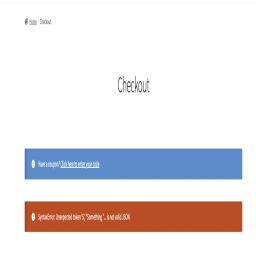 Home › Checkout
Checkout
Have a coupon? Click here to enter your code
SyntaxError: Unexpected token 'S', "Something "... is not valid JSON